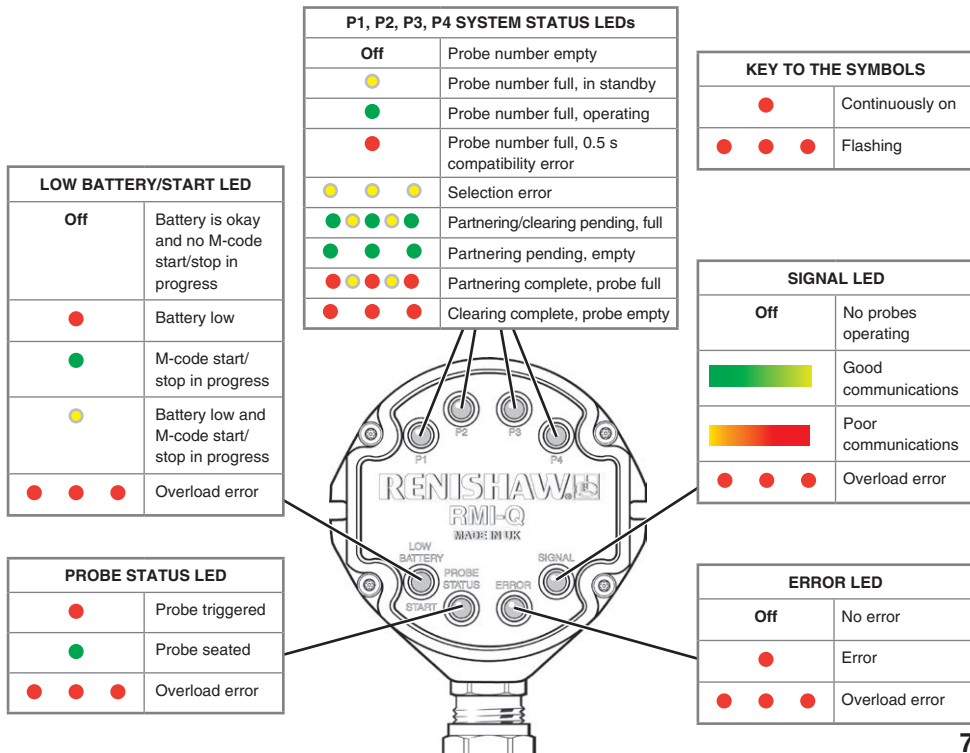 P1, P2, P3, P4 SYSTEM STATUS LEDs
Off
Probe number empty
Probe number full, in standby
Probe number full, operating
Probe number full, 0.5 s
compatibility error
Selection error
Partnering/clearing pending, full
Partnering pending, empty
Partnering complete, probe full
Clearing complete, probe empty
KEY TO THE SYMBOLS
Continuously on
Flashing
LOW BATTERY/START LED
Off
Battery is okay
and no M-code
start/stop in
progress
Battery low
M-code start/
stop in progress
Battery low and
M-code start/
stop in progress
Overload error
SIGNAL LED
Off
No probes
operating
Good
communications
Poor
communications
Overload error
P1
P2
P3
P4
RENISHAW
RMI-Q
MADE IN UK
LOW
BATTERY
START
PROBE
STATUS
ERROR
SIGNAL
PROBE STATUS LED
Probe triggered
Probe seated
Overload error
ERROR LED
Off
No error
Error
Overload error
7